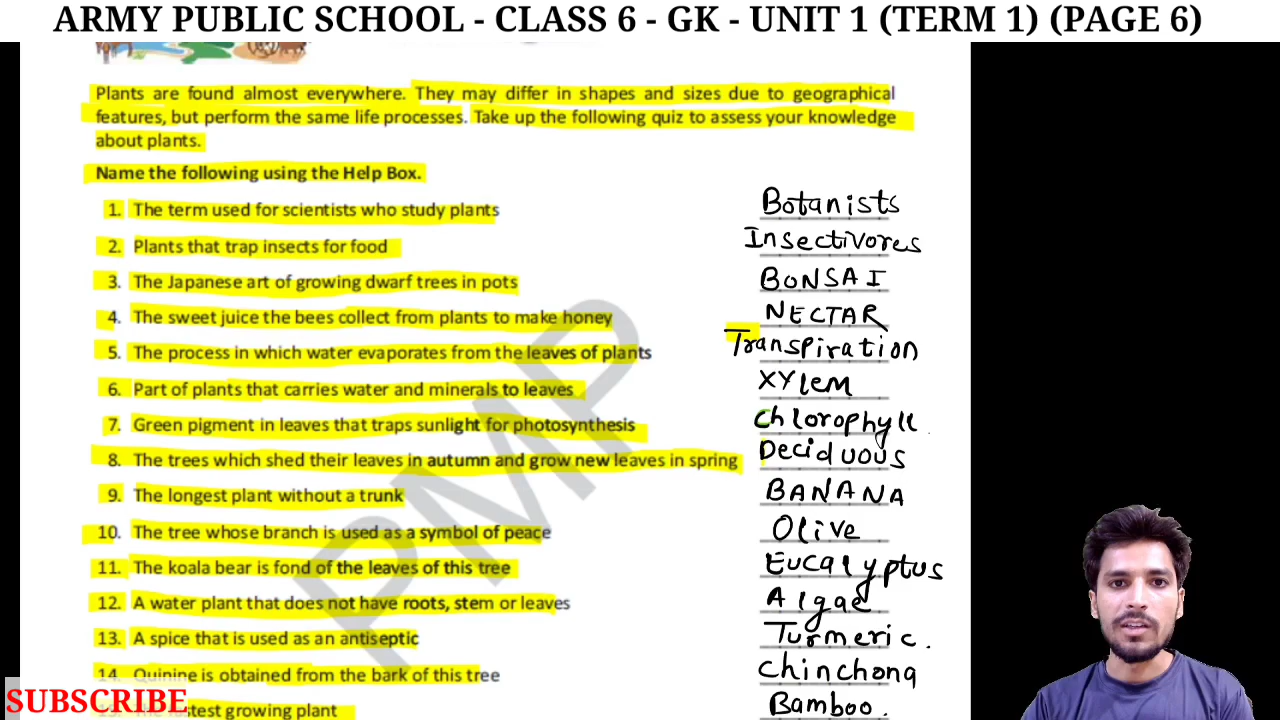 ARMY PUBLIC SCHOOL - CLASS 6 - GK - UNIT 1 (TERM 1) (PAGE 6)
Plants are found almost everywhere. They may differ in shapes and sizes due to geographical
features, but perform the same life processes. Take up the following quiz to assess your knowledge
about plants.
Name the following using the Help Box.
1. The term used for scientists who study plants Botanists
2. Plants that trap insects for food Insectivores
3. The Japanese art of growing dwarf trees in pots BONSAI
4. The sweet juice the bees collect from plants to make honey NECTAR
5. The process in which water evaporates from the leaves of plants Transpiration
6. Part of plants that carries water and minerals to leaves XYlEM
7. Green pigment in leaves that traps sunlight for photosynthesis Chlorophyll
8. The trees which shed their leaves in autumn and grow new leaves in spring Deciduous
9. The longest plant without a trunk BANANA
10. The tree whose branch is used as a symbol of peace Olive
11. The koala bear is fond of the leaves of this tree Eucalyptus
12. A water plant that does not have roots, stem or leaves Algae
13. A spice that is used as an antiseptic Turmeric.
14. Quinine is obtained from the bark of this tree Chinchona
15. The fastest growing plant Bamboo.
PMP
SUBSCRIBE